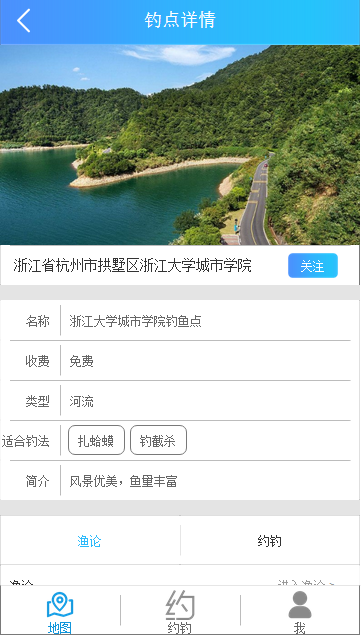 钓点详情
浙江省杭州市拱墅区浙江大学城市学院 关注
名称 浙江大学城市学院钓鱼点
收费 免费
类型 河流
适合钓法 扎蛤蟆 钓截杀
简介 风景优美，鱼量丰富
渔论 约钓
渔论 进入渔论 >
约
地图 约钓 我